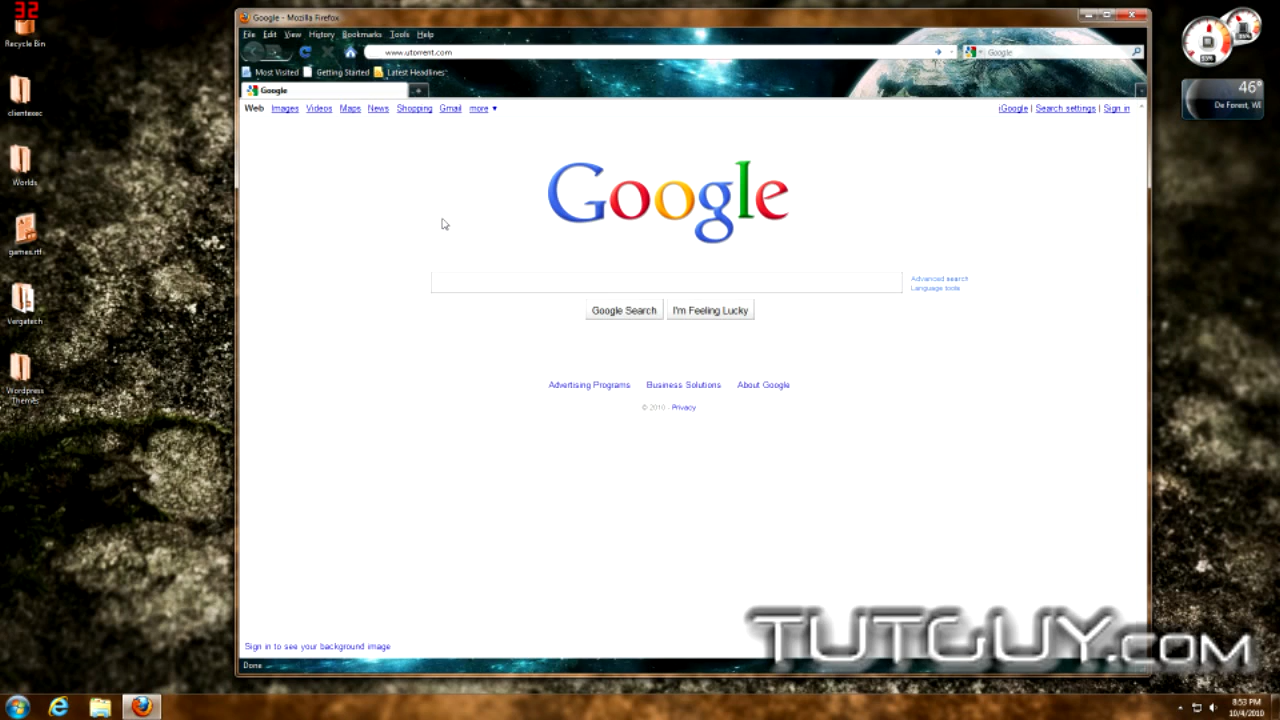 32
Recycle Bin
clientexec
Worlds
games.rtf
Vergetech
Wordpress
Themes
Google - Mozilla Firefox
File Edit View History Bookmarks Tools Help
www.utorrent.com
Google
Most Visited Getting Started Latest Headlines
Google
Web Images Videos Maps News Shopping Gmail more ▼
iGoogle | Search settings | Sign in
Google
Advanced search
Language tools
Google Search I'm Feeling Lucky
Advertising Programs Business Solutions About Google
© 2010 - Privacy
Sign in to see your background image
Done
46°
De Forest, WI
TUTGUY.COM
8:53 PM
10/4/2010